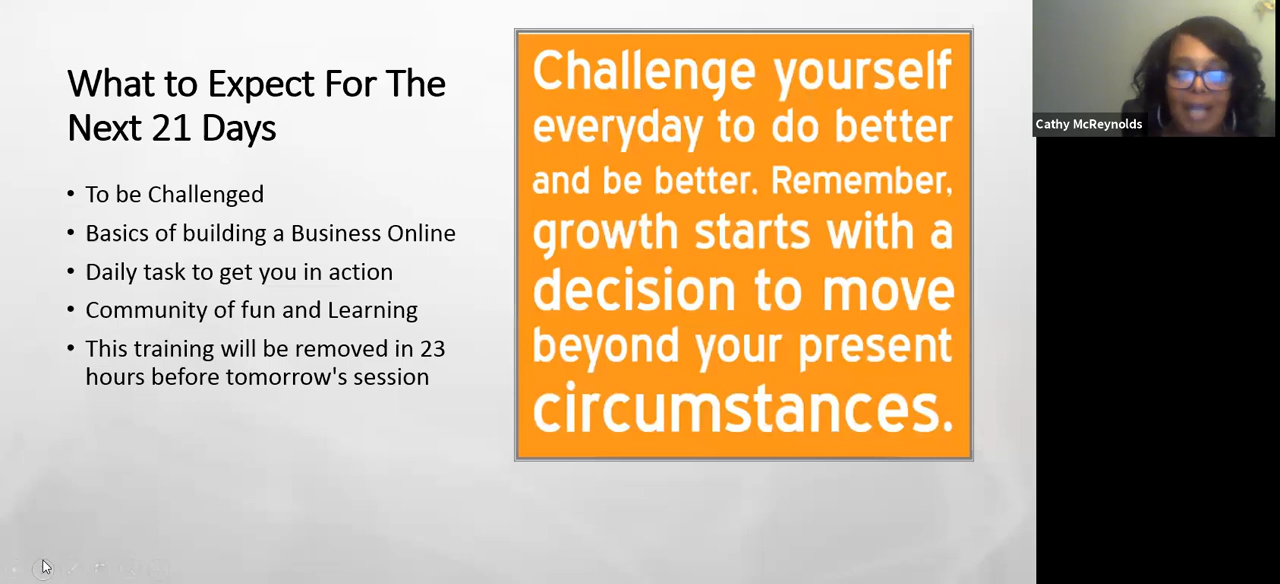 What to Expect For The
Next 21 Days
• To be Challenged
• Basics of building a Business Online
• Daily task to get you in action
• Community of fun and Learning
• This training will be removed in 23
hours before tomorrow's session
Challenge yourself
everyday to do better
and be better. Remember,
growth starts with a
decision to move
beyond your present
circumstances.
Cathy McReynolds